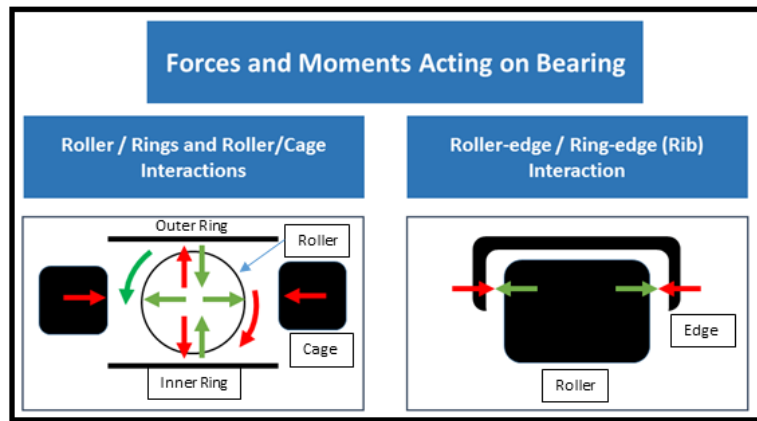 Forces and Moments Acting on Bearing
Roller / Rings and Roller/Cage
Interactions
Roller-edge / Ring-edge (Rib)
Interaction
Outer Ring
Roller
Cage
Inner Ring
Edge
Roller